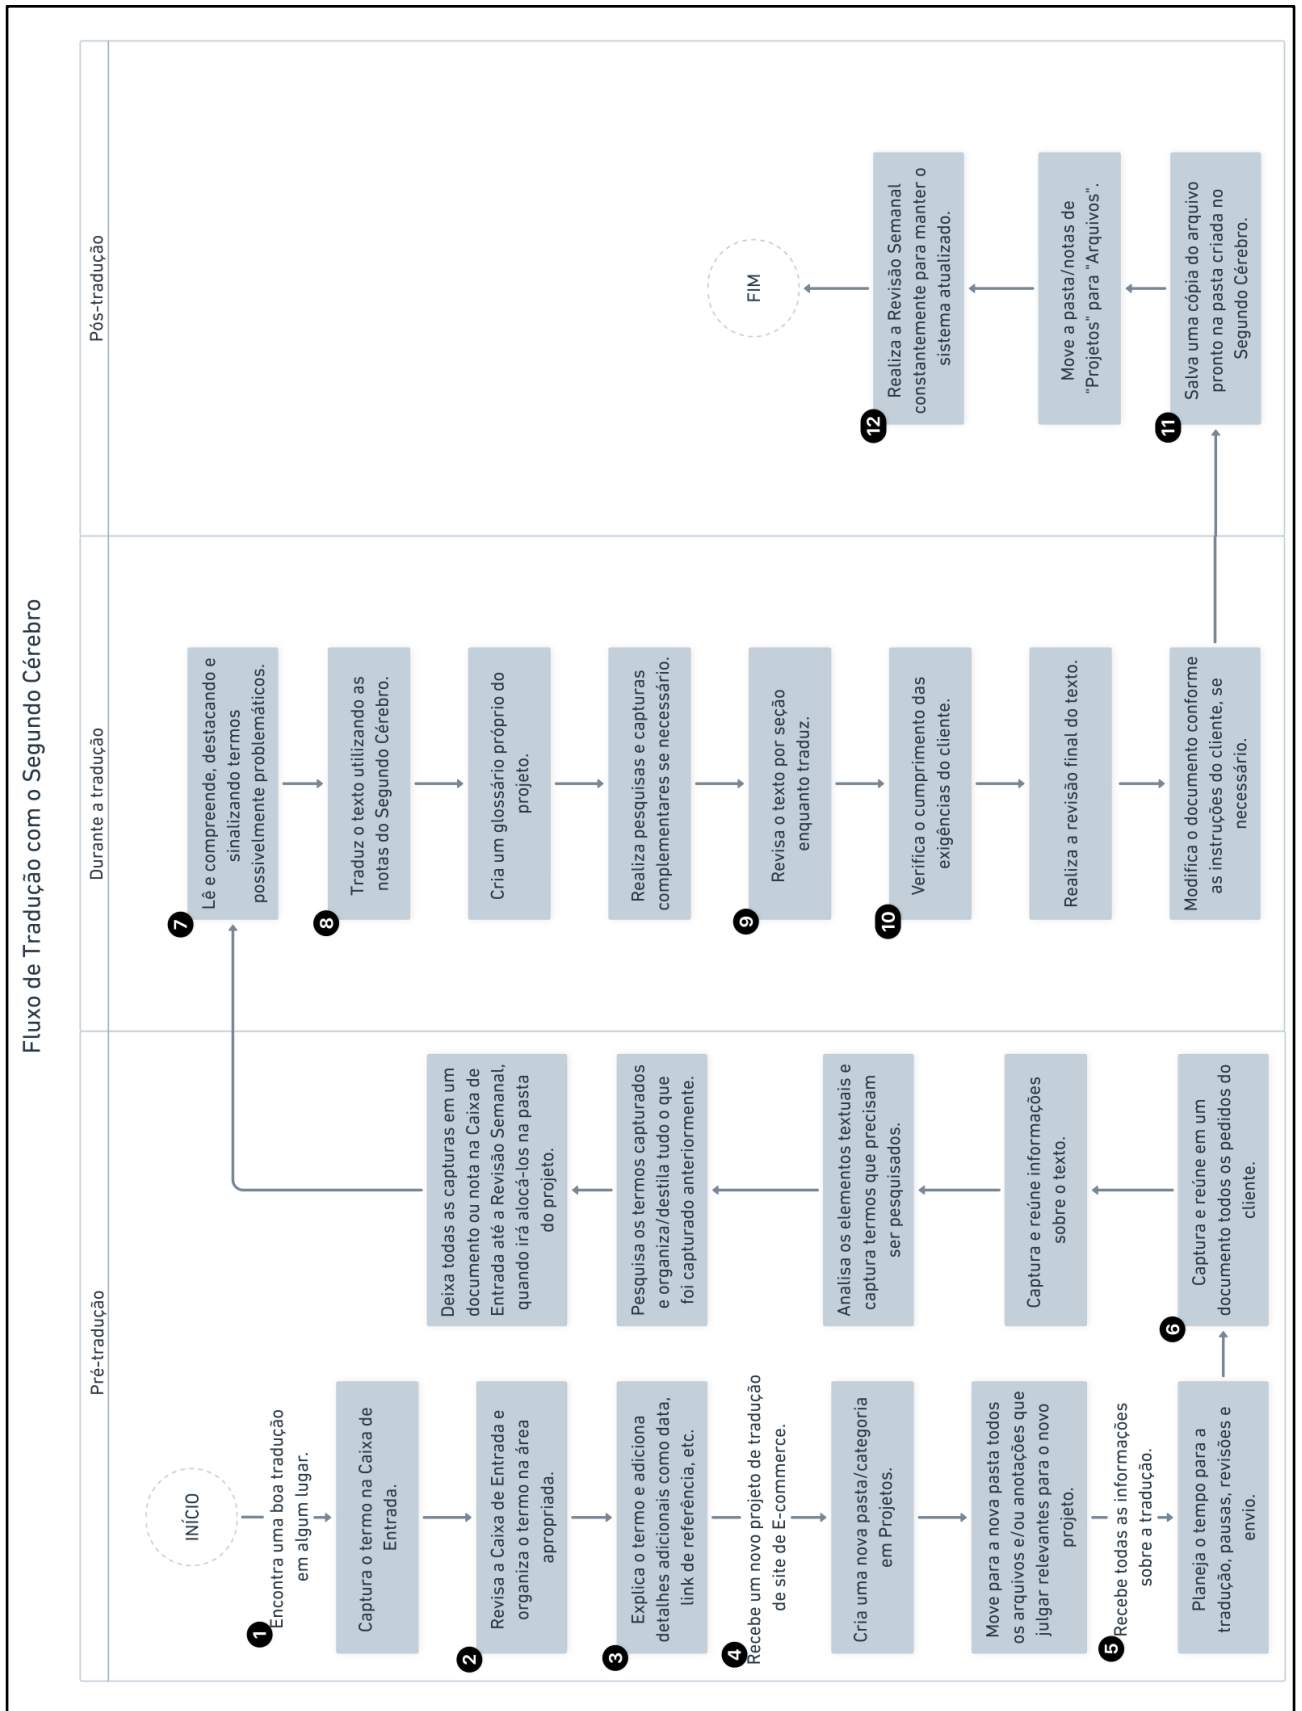 Fluxo de Tradução com o Segundo Cérebro
Pré-tradução
INÍCIO
1
Encontra uma boa tradução
em algum lugar.
Captura o termo na Caixa de
Entrada.
2
Revisa a Caixa de Entrada e
organiza o termo na área
apropriada.
3
Explica o termo e adiciona
detalhes adicionais como data,
link de referência, etc.
4
Recebe um novo projeto de tradução
de site de E-commerce.
Cria uma nova pasta/categoria
em Projetos.
Move para a nova pasta todos
os arquivos e/ou anotações que
julgar relevantes para o novo
projeto.
5
Recebe todas as informações
sobre a tradução.
Planeja o tempo para a
tradução, pausas, revisões e
envio.
6
Captura e reúne em um
documento todos os pedidos do
cliente.
Captura e reúne informações
sobre o texto.
Analisa os elementos textuais e
captura termos que precisam
ser pesquisados.
Pesquisa os termos capturados
e organiza/destila tudo o que
foi capturado anteriormente.
Deixa todas as capturas em um
documento ou nota na Caixa de
Entrada até a Revisão Semanal,
quando irá alocá-los na pasta
do projeto.
Durante a tradução
7
Lê e compreende, destacando e
sinalizando termos
possivelmente problemáticos.
8
Traduz o texto utilizando as
notas do Segundo Cérebro.
Cria um glossário próprio do
projeto.
Realiza pesquisas e capturas
complementares se necessário.
9
Revisa o texto por seção
enquanto traduz.
10
Verifica o cumprimento das
exigências do cliente.
Realiza a revisão final do texto.
Modifica o documento conforme
as instruções do cliente, se
necessário.
Pós-tradução
11
Salva uma cópia do arquivo
pronto na pasta criada no
Segundo Cérebro.
Move a pasta/notas de
"Projetos" para "Arquivos".
12
Realiza a Revisão Semanal
constantemente para manter o
sistema atualizado.
FIM